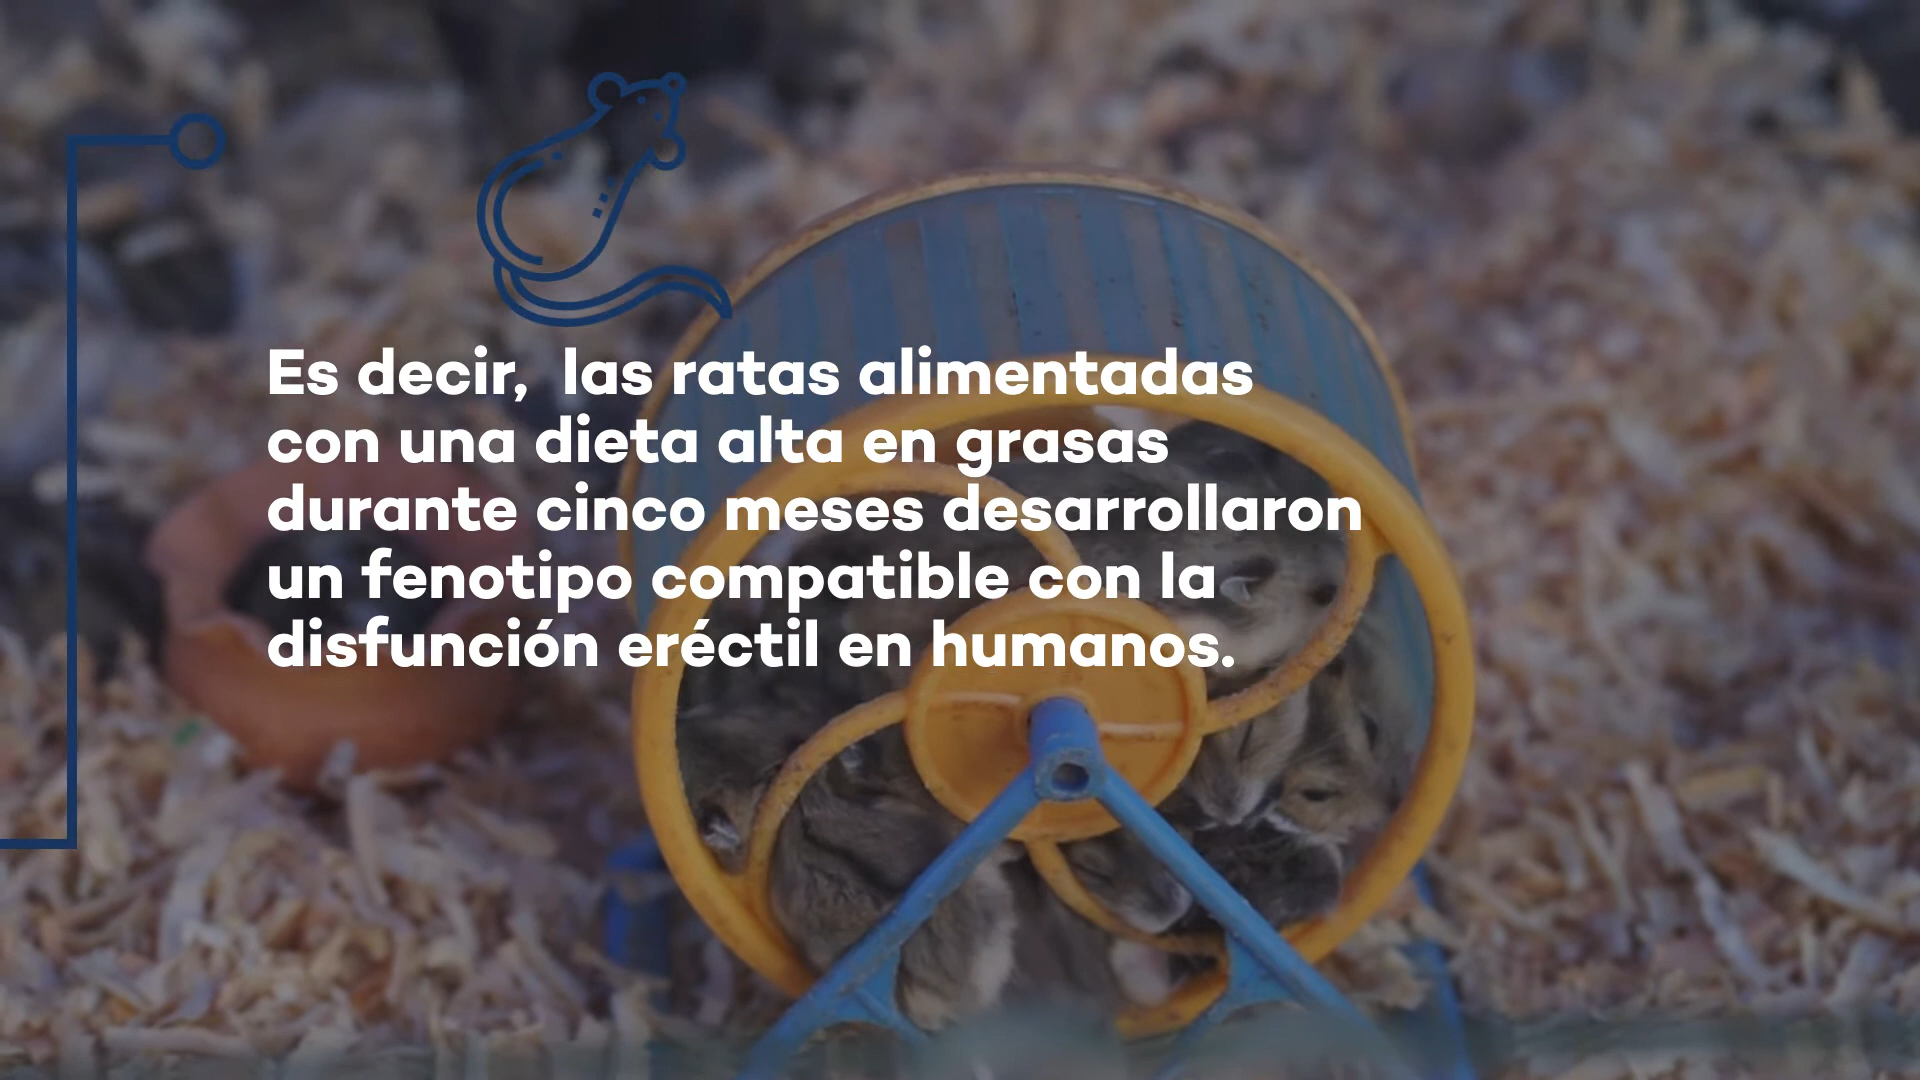 Es decir,  las ratas alimentadas
con una dieta alta en grasas
durante cinco meses desarrollaron
un fenotipo compatible con la
disfunción eréctil en humanos.